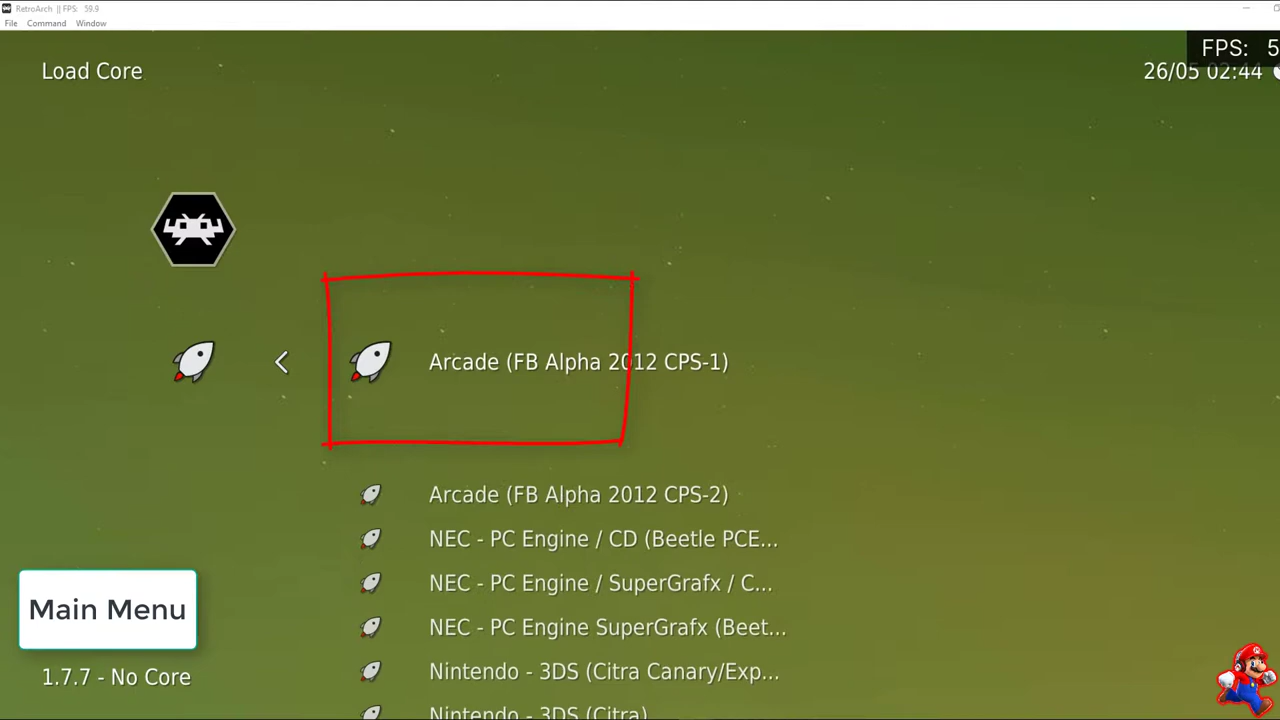 RetroArch || FPS: 59.9
File Command Window
FPS: 5
Load Core
26/05 02:44
Arcade (FB Alpha 2012 CPS-1)
Arcade (FB Alpha 2012 CPS-2)
NEC - PC Engine / CD (Beetle PCE...
NEC - PC Engine / SuperGrafx / C...
NEC - PC Engine SuperGrafx (Beet...
Main Menu
Nintendo - 3DS (Citra Canary/Exp...
1.7.7 - No Core
Nintendo - 3DS (Citra)